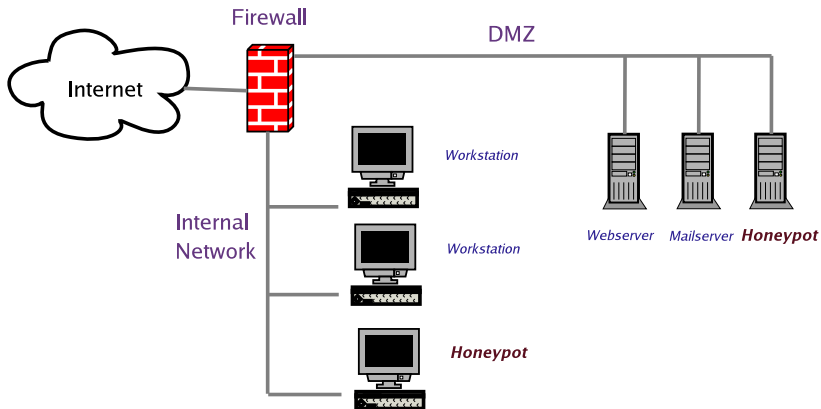 Firewall
DMZ
Internet
Workstation
Internal
Network
Workstation
Webserver
Mailserver
Honeypot
Honeypot